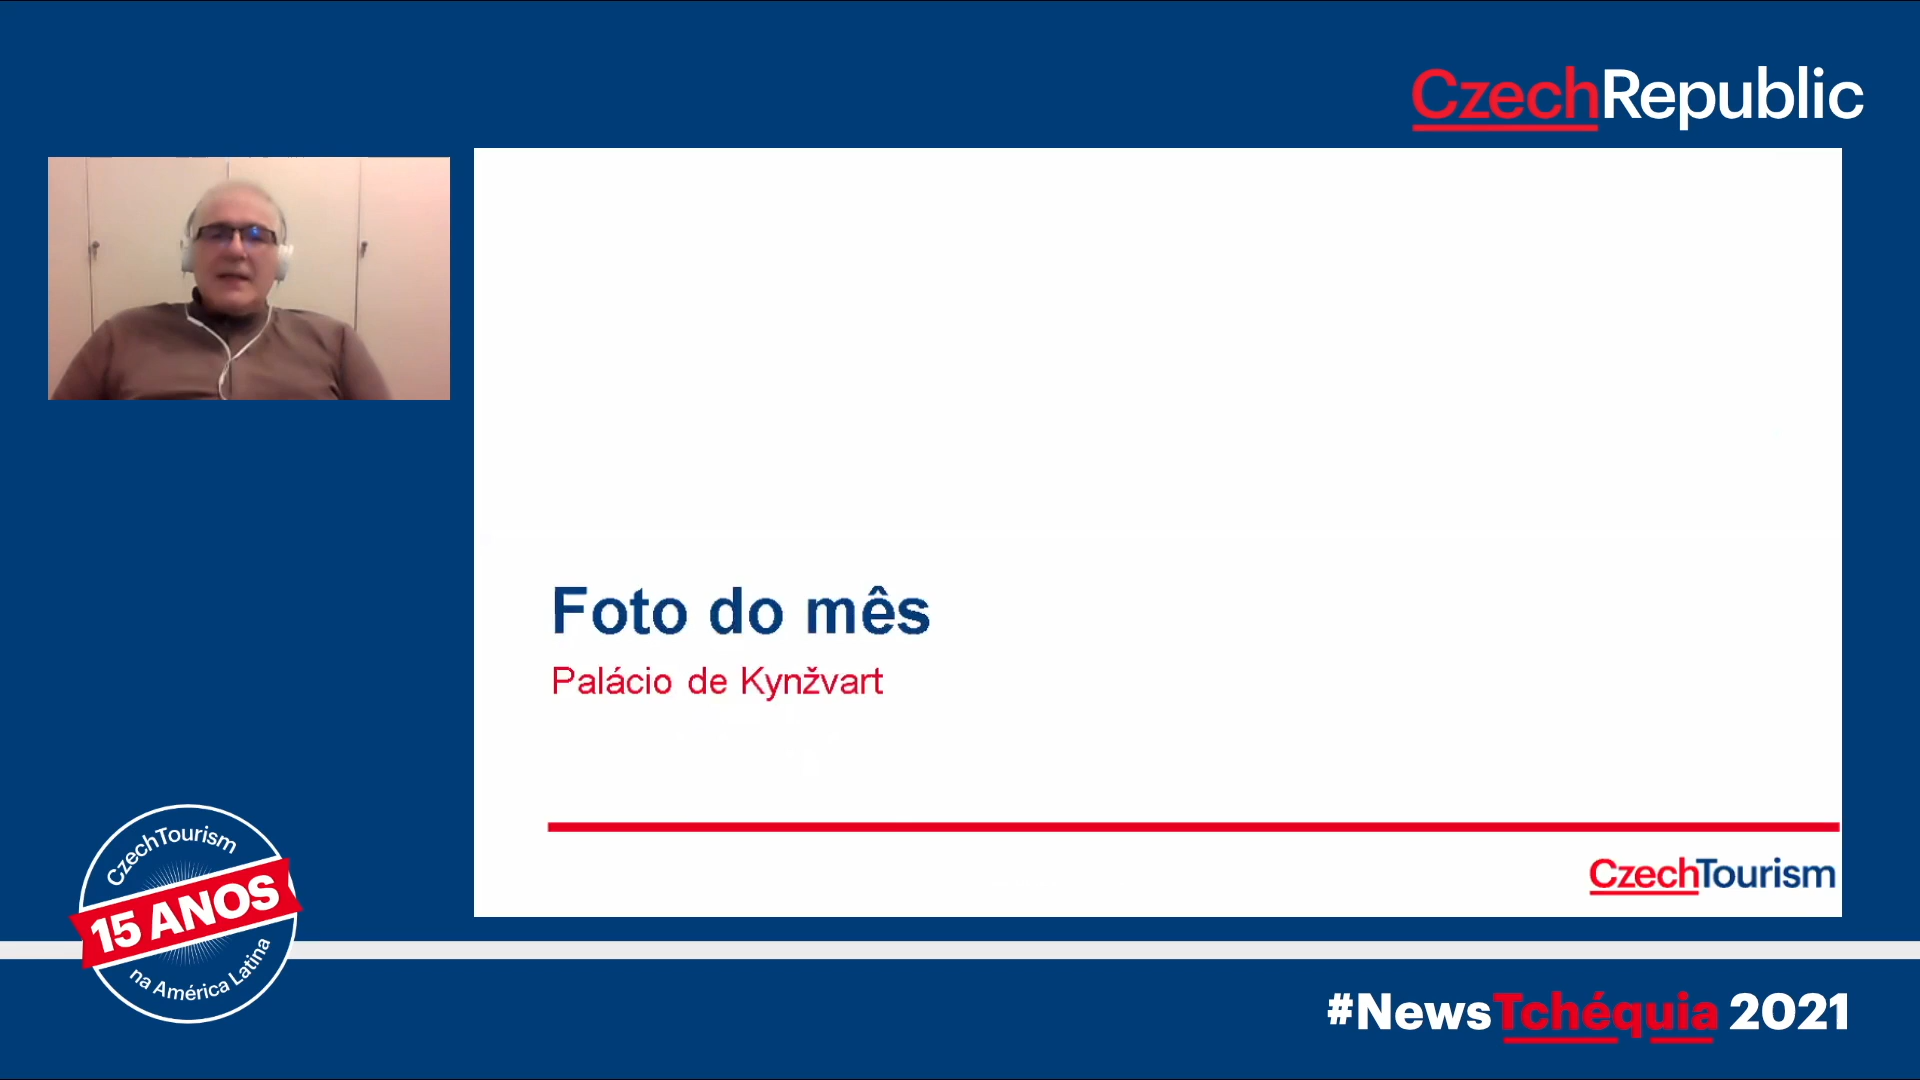 CzechRepublic
Foto do mês
Palácio de Kynžvart
CzechTourism
CzechTourism
15 ANOS
na América Latina
#NewsTchéquia 2021